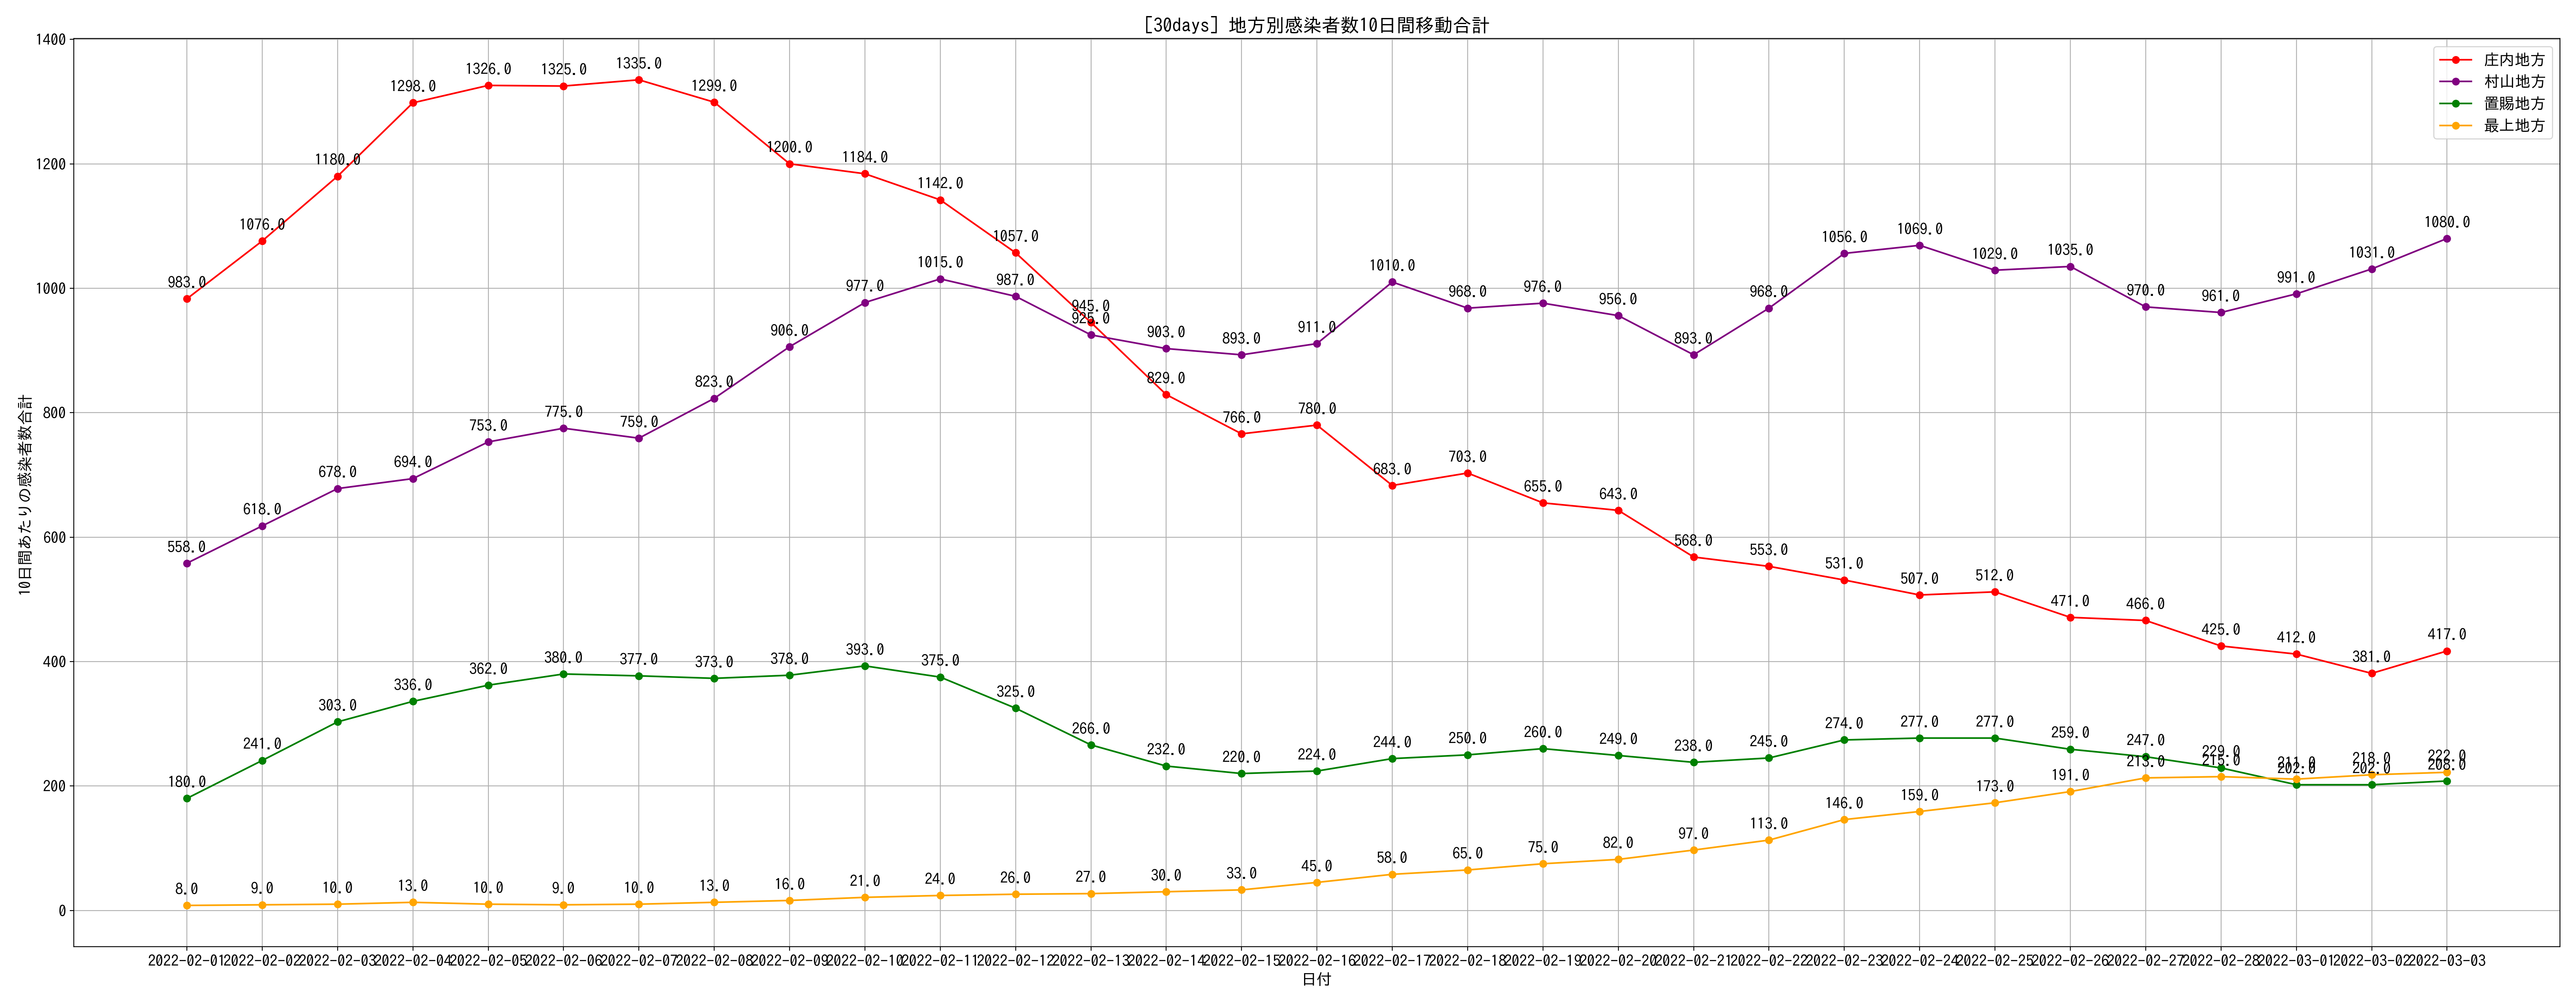 [30days] 地方別感染者数10日間移動合計
庄内地方
村山地方
置賜地方
最上地方
10日間あたりの感染者数合計
1400
1200
1000
800
600
400
200
0
983.0 1076.0 1180.0 1298.0 1326.0 1325.0 1335.0 1299.0 1200.0 1184.0 1142.0 1057.0 945.0 829.0 766.0 780.0 683.0 703.0 655.0 643.0 568.0 553.0 531.0 507.0 512.0 471.0 466.0 425.0 412.0 381.0 417.0
558.0 618.0 678.0 694.0 753.0 775.0 759.0 823.0 906.0 977.0 1015.0 987.0 925.0 903.0 893.0 911.0 1010.0 968.0 976.0 956.0 893.0 968.0 1056.0 1069.0 1029.0 1035.0 970.0 961.0 991.0 1031.0 1080.0
180.0 241.0 303.0 336.0 362.0 380.0 377.0 373.0 378.0 393.0 375.0 325.0 266.0 232.0 220.0 224.0 244.0 250.0 260.0 249.0 238.0 245.0 274.0 277.0 277.0 259.0 247.0 229.0 202.0 202.0 208.0
8.0 9.0 10.0 13.0 10.0 9.0 10.0 13.0 16.0 21.0 24.0 26.0 27.0 30.0 33.0 45.0 58.0 65.0 75.0 82.0 97.0 113.0 146.0 159.0 173.0 191.0 213.0 215.0 211.0 218.0 222.0
2022-02-01 2022-02-02 2022-02-03 2022-02-04 2022-02-05 2022-02-06 2022-02-07 2022-02-08 2022-02-09 2022-02-10 2022-02-11 2022-02-12 2022-02-13 2022-02-14 2022-02-15 2022-02-16 2022-02-17 2022-02-18 2022-02-19 2022-02-20 2022-02-21 2022-02-22 2022-02-23 2022-02-24 2022-02-25 2022-02-26 2022-02-27 2022-02-28 2022-03-01 2022-03-02 2022-03-03
日付